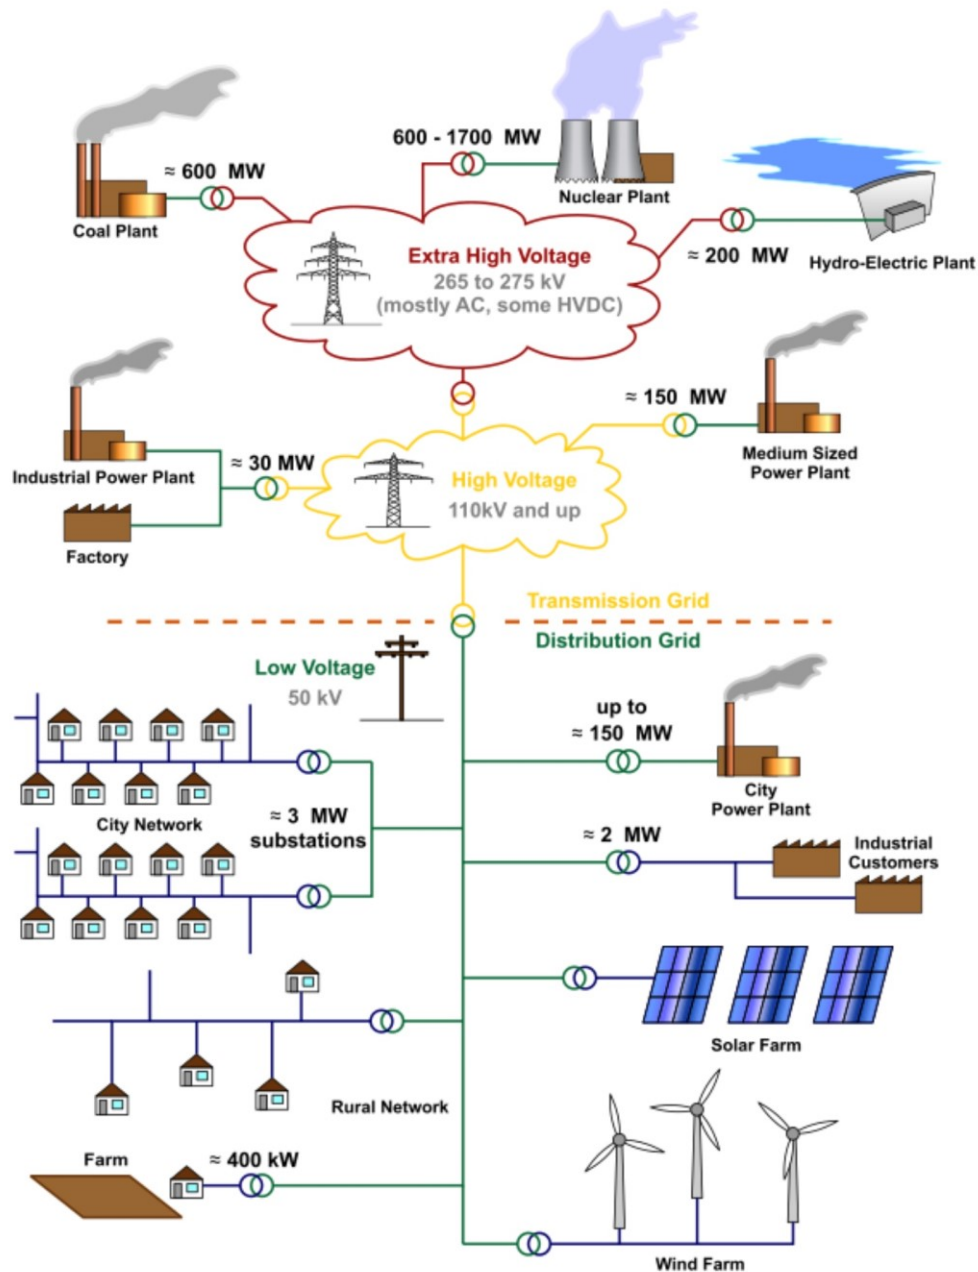 600 - 1700 MW
≈ 600 MW
Nuclear Plant
Coal Plant
Extra High Voltage
265 to 275 kV
(mostly AC, some HVDC)
≈ 200 MW
Hydro-Electric Plant
≈ 150 MW
Industrial Power Plant
≈ 30 MW
High Voltage
110kV and up
Medium Sized
Power Plant
Factory
Transmission Grid
Distribution Grid
Low Voltage
50 kV
up to
≈ 150 MW
City
Power Plant
City Network
≈ 3 MW
substations
≈ 2 MW
Industrial
Customers
Solar Farm
Rural Network
Farm
≈ 400 kW
Wind Farm